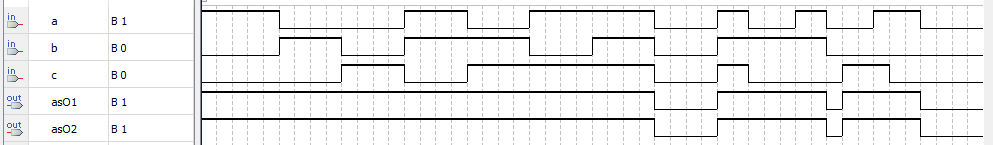 in a B 1
in b B 0
in c B 0
out asO1 B 1
out asO2 B 1